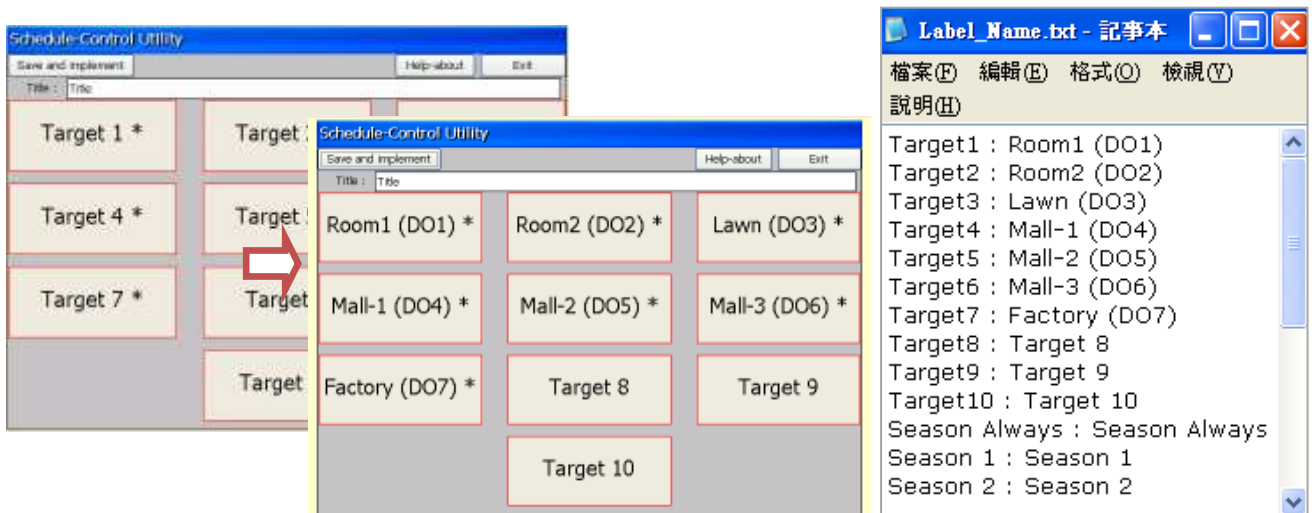 Schedule-Control Utility
Save and implement
Help-about
Exit
Title :
Title
Target 1 *
Target
Target 4 *
Target
Target 7 *
Target
Target
Schedule-Control Utility
Save and implement
Help-about
Exit
Title :
Title
Room1 (DO1) *
Room2 (DO2) *
Lawn (DO3) *
Mall-1 (DO4) *
Mall-2 (DO5) *
Mall-3 (DO6) *
Factory (DO7) *
Target 8
Target 9
Target 10
Label_Name.txt - 記事本
檔案(F) 編輯(E) 格式(O) 檢視(V)
說明(H)
Target1 : Room1 (DO1)
Target2 : Room2 (DO2)
Target3 : Lawn (DO3)
Target4 : Mall-1 (DO4)
Target5 : Mall-2 (DO5)
Target6 : Mall-3 (DO6)
Target7 : Factory (DO7)
Target8 : Target 8
Target9 : Target 9
Target10 : Target 10
Season Always : Season Always
Season 1 : Season 1
Season 2 : Season 2